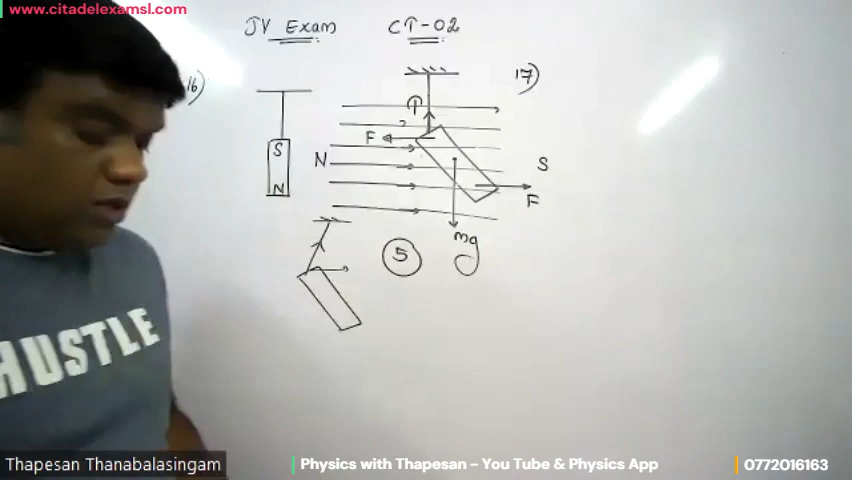 www.citadelexamsl.com
JV Exam CT-02
16)
S
N
T
F
N
S
F
mg
5
17)
HUSTLE
Thapesan Thanabalasingam
Physics with Thapesan - You Tube & Physics App
0772016163